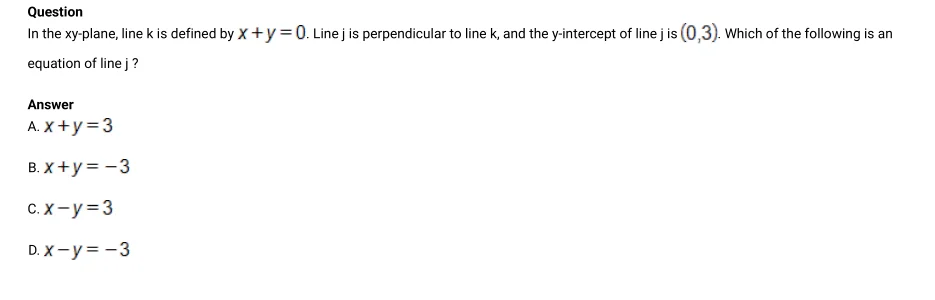 Question
In the xy-plane, line k is defined by x+y=0. Line j is perpendicular to line k, and the y-intercept of line j is (0,3). Which of the following is an
equation of line j ?
Answer
A. x+y=3
B. x+y=−3
C. x−y=3
D. x−y=−3